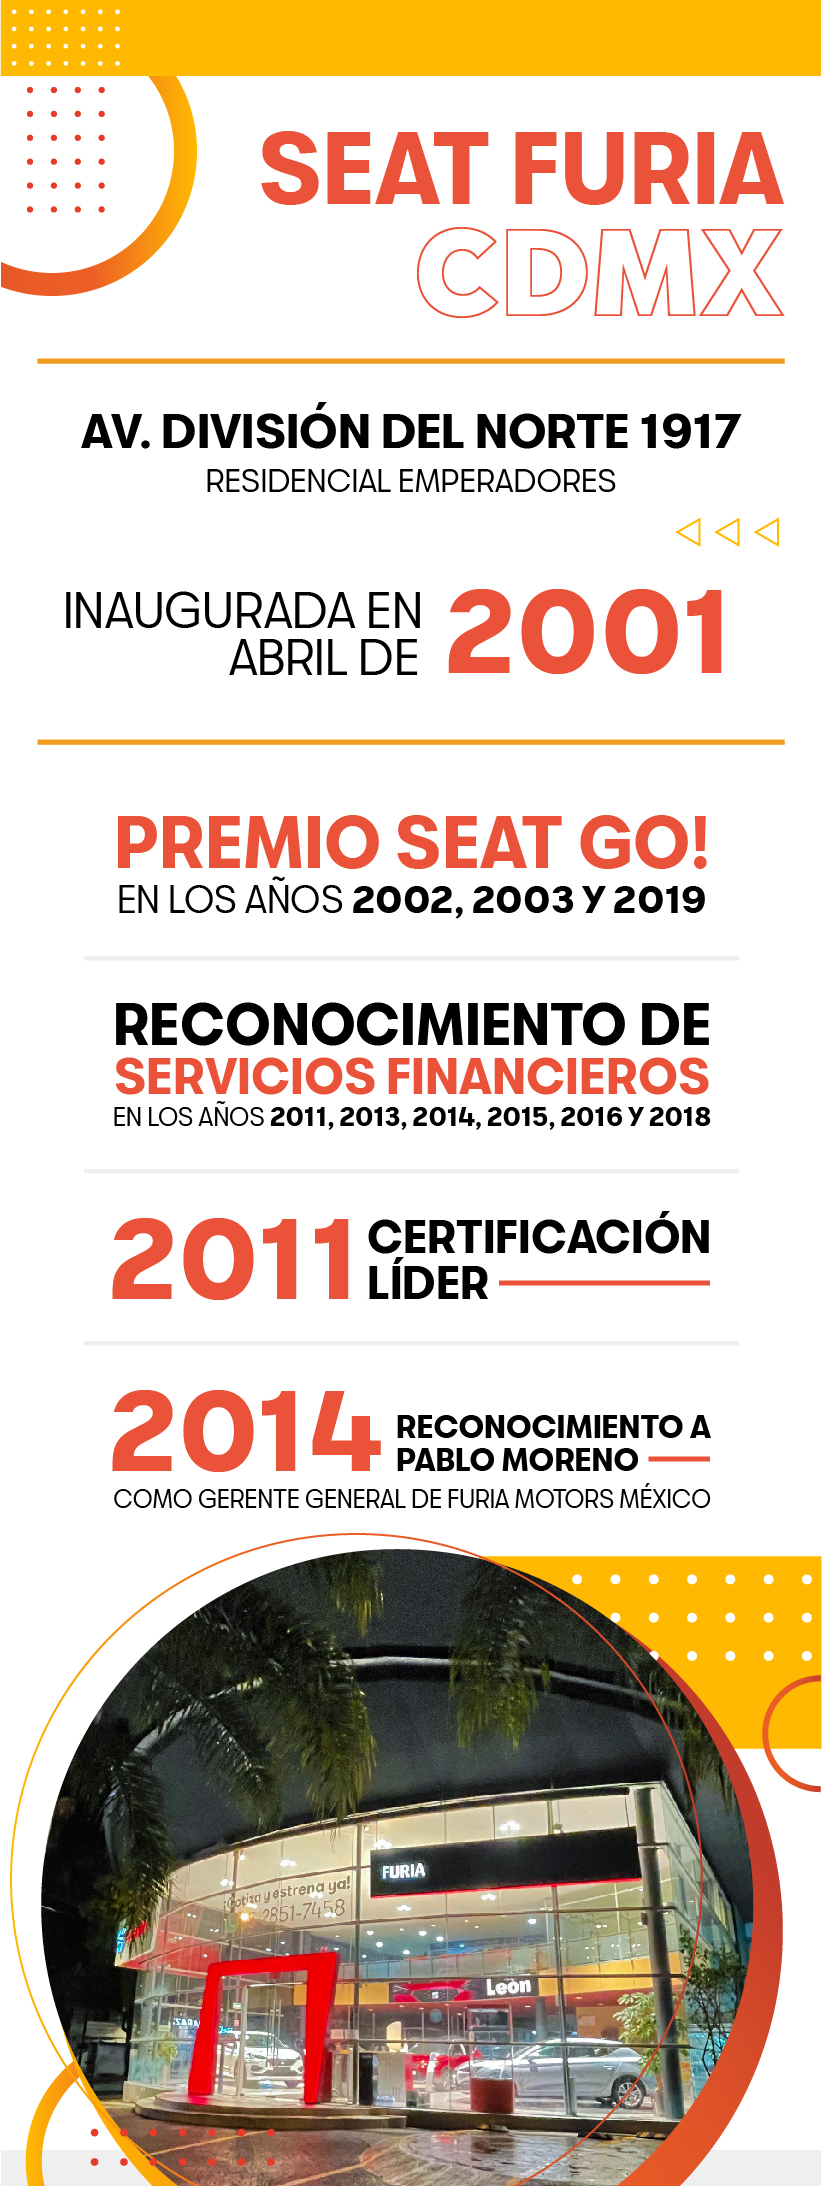 SEAT FURIA
CDMX
AV. DIVISIÓN DEL NORTE 1917
RESIDENCIAL EMPERADORES
INAUGURADA EN
ABRIL DE 2001
PREMIO SEAT GO!
EN LOS AÑOS 2002, 2003 Y 2019
RECONOCIMIENTO DE
SERVICIOS FINANCIEROS
EN LOS AÑOS 2011, 2013, 2014, 2015, 2016 Y 2018
2011 CERTIFICACIÓN
LÍDER
2014 RECONOCIMIENTO A
PABLO MORENO
COMO GERENTE GENERAL DE FURIA MOTORS MÉXICO
FURIA
¡Cotiza y estrena ya!
2851-7458
León